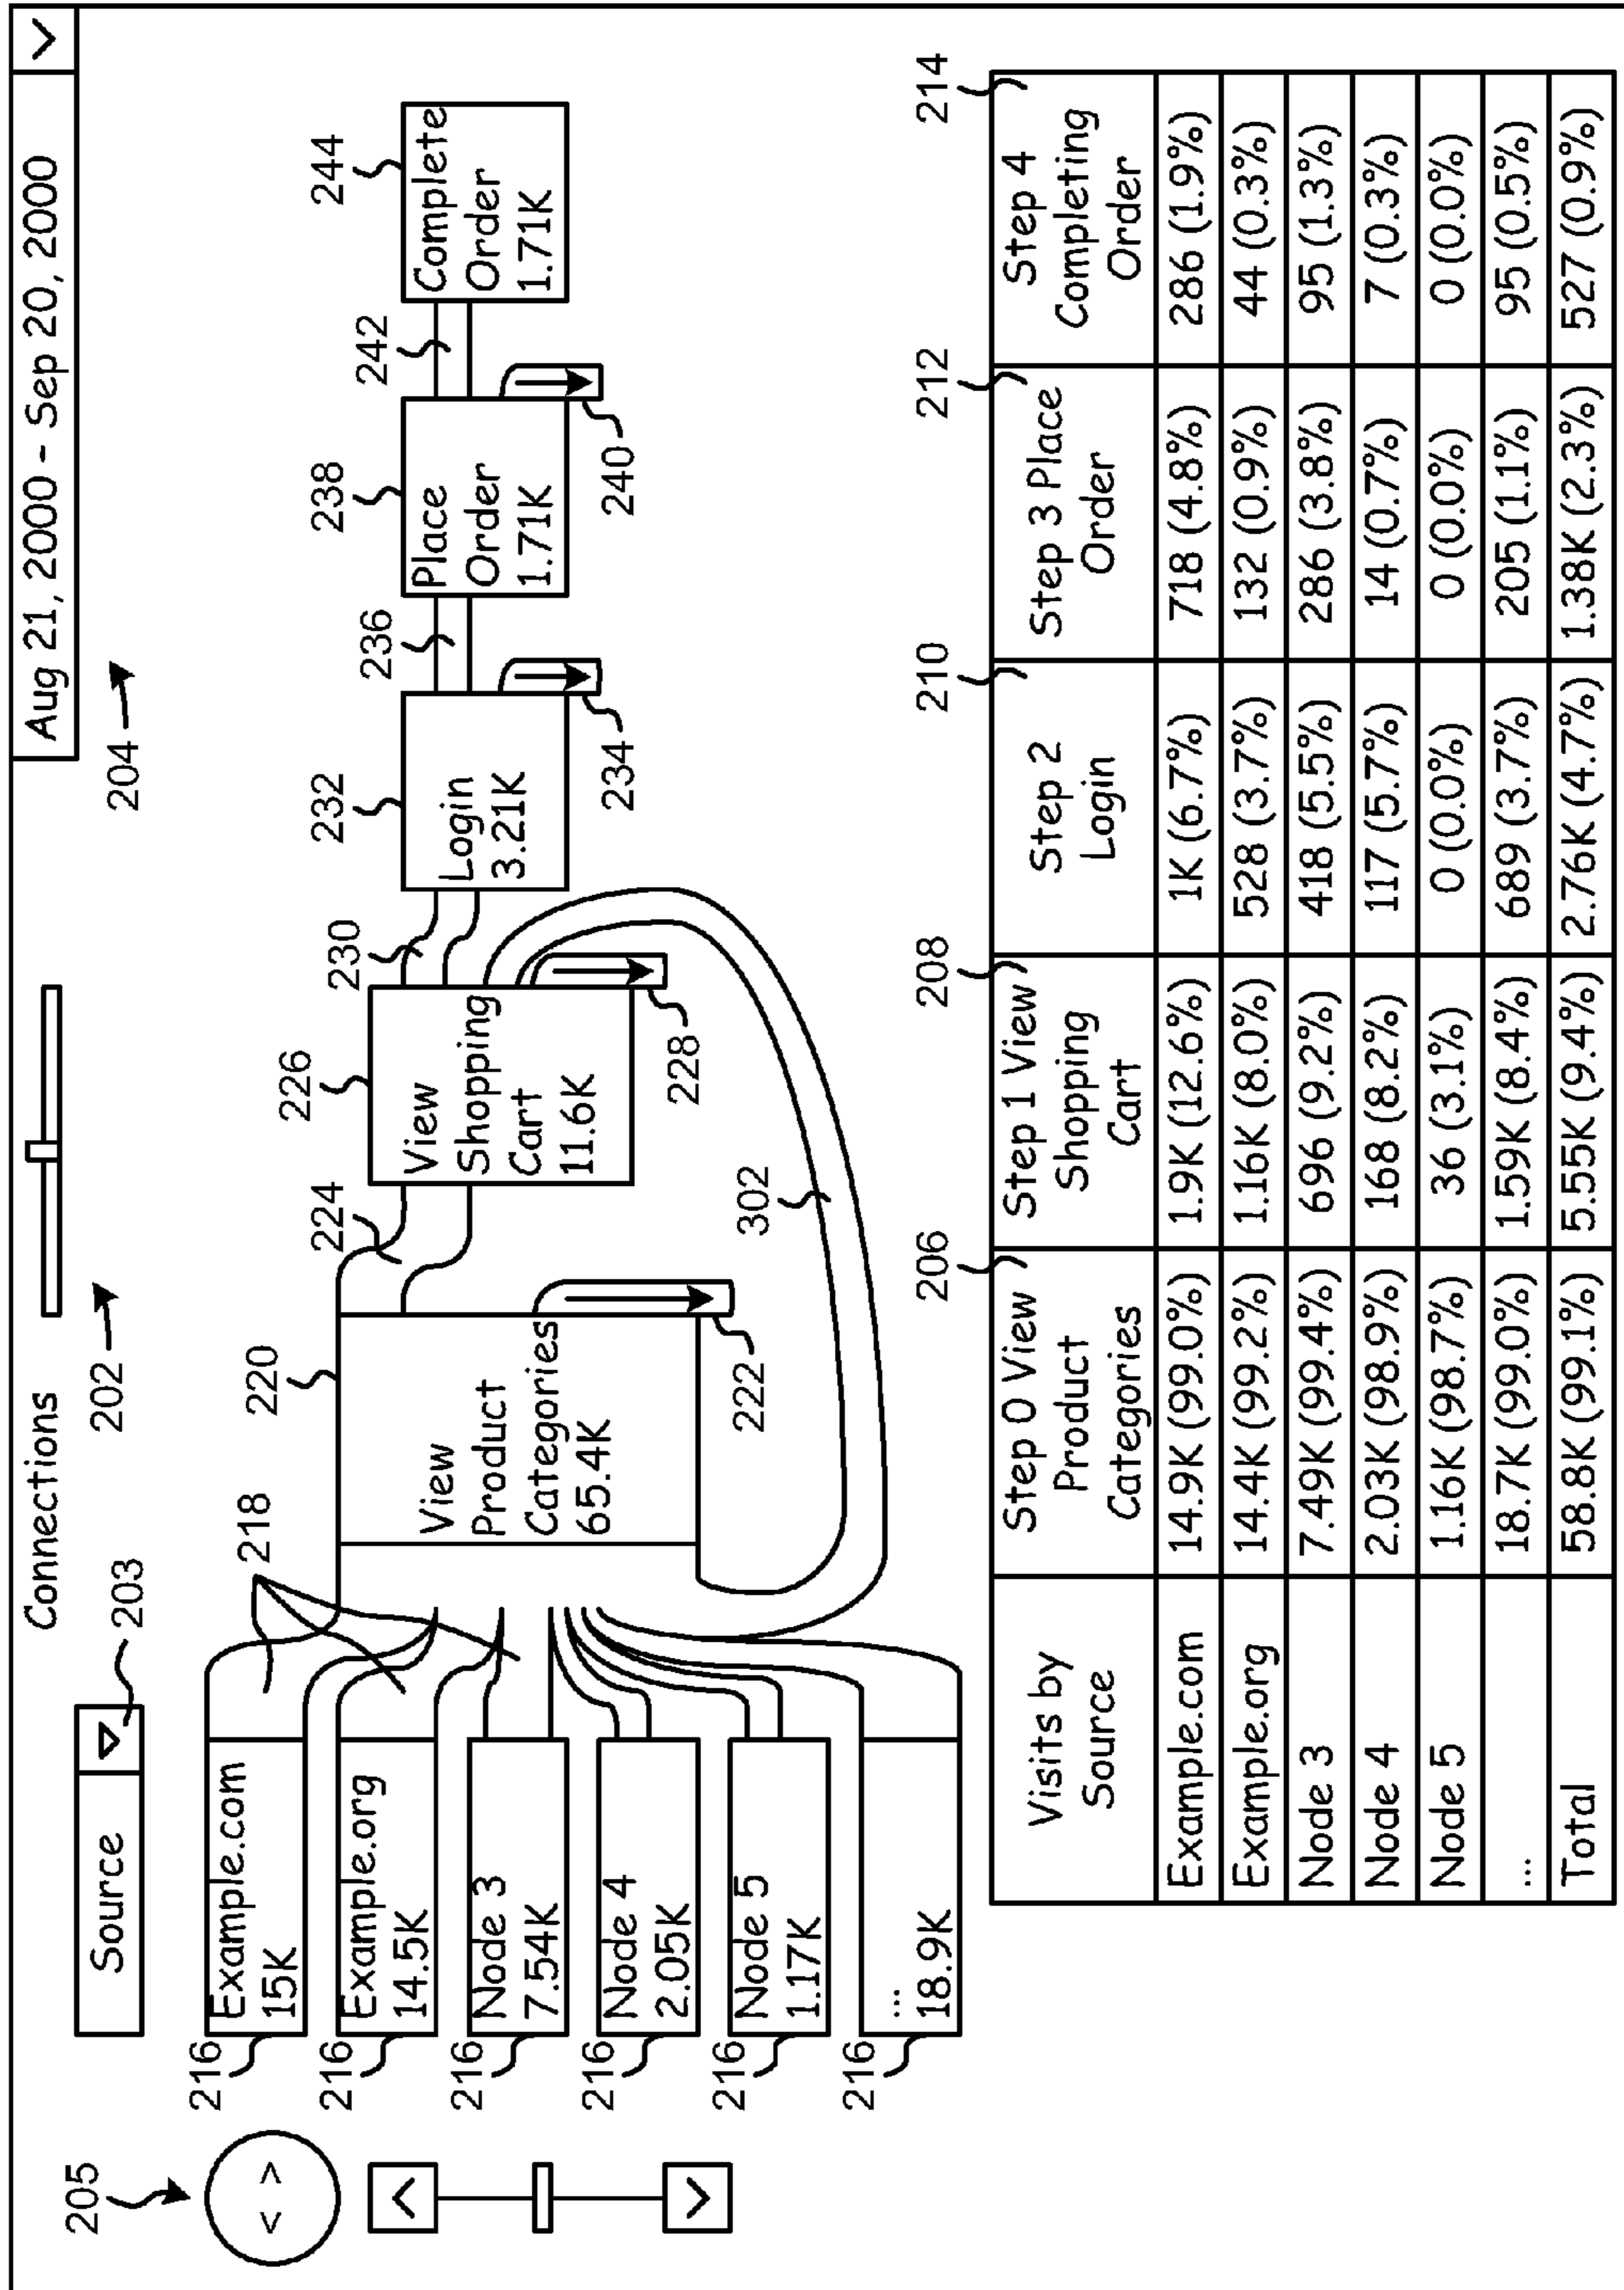 Connections
Aug 21, 2000 - Sep 20, 2000
202
204
Source
203
205
216
Example.com
15K
216
Example.org
14.5K
216
Node 3
7.54K
216
Node 4
2.05K
216
Node 5
1.17K
216
...
18.9K
218
220
View
Product
Categories
65.4K
222
224
226
View
Shopping
Cart
11.6K
228
230
232
Login
3.21K
234
236
238
Place
Order
1.71K
240
242
244
Complete
Order
1.71K
302
206
208
210
212
214
Visits by
Source
Step 0 View
Product
Categories
Step 1 View
Shopping
Cart
Step 2
Login
Step 3 Place
Order
Step 4
Completing
Order
Example.com 14.9K (99.0%) 1.9K (12.6%) 1K (6.7%) 718 (4.8%) 286 (1.9%)
Example.org 14.4K (99.2%) 1.16K (8.0%) 528 (3.7%) 132 (0.9%) 44 (0.3%)
Node 3 7.49K (99.4%) 696 (9.2%) 418 (5.5%) 286 (3.8%) 95 (1.3%)
Node 4 2.03K (98.9%) 168 (8.2%) 117 (5.7%) 14 (0.7%) 7 (0.3%)
Node 5 1.16K (98.7%) 36 (3.1%) 0 (0.0%) 0 (0.0%) 0 (0.0%)
... 18.7K (99.0%) 1.59K (8.4%) 689 (3.7%) 205 (1.1%) 95 (0.5%)
Total 58.8K (99.1%) 5.55K (9.4%) 2.76K (4.7%) 1.38K (2.3%) 527 (0.9%)